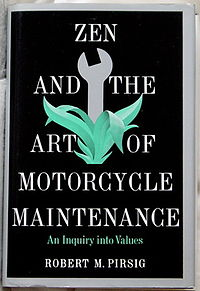 ZEN
AND THE
ART OF
MOTORCYCLE
MAINTENANCE
An Inquiry into Values
ROBERT M. PIRSIG